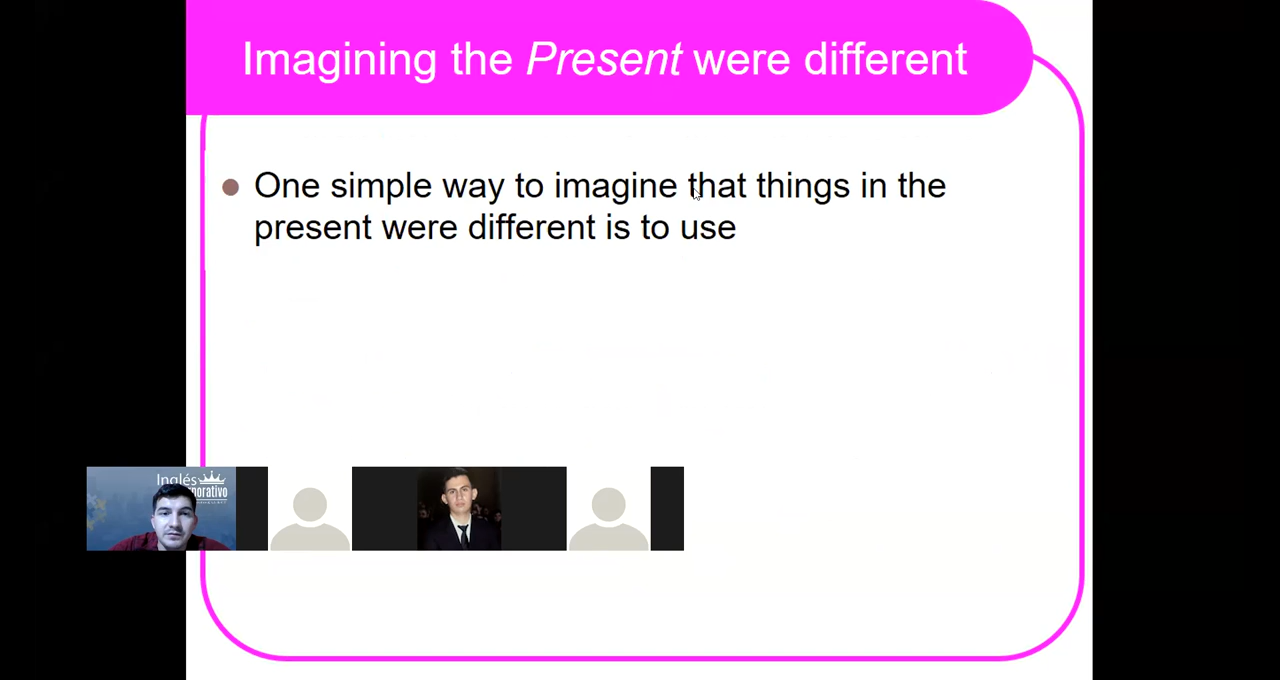 Imagining the Present were different
One simple way to imagine that things in the
present were different is to use
Inglés